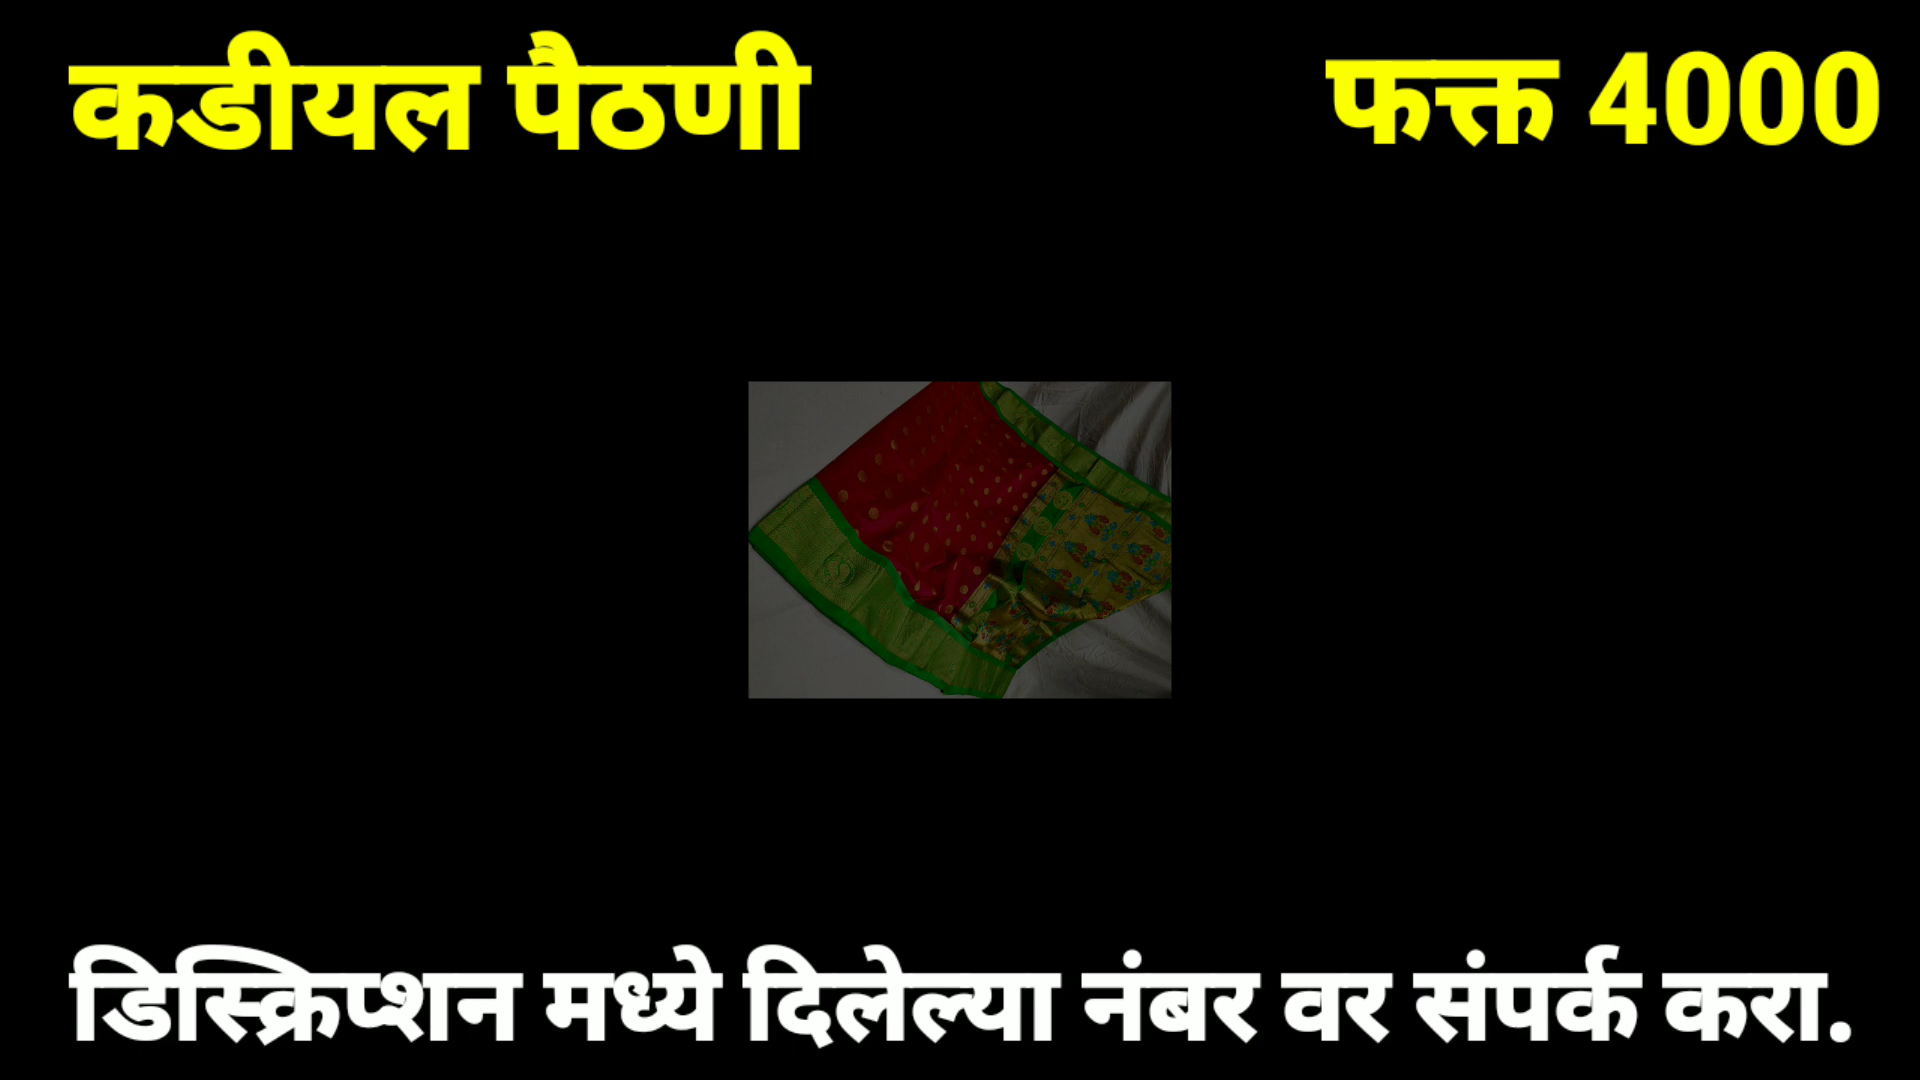 कडीयल पैठणी फक्त 4000
डिस्क्रिप्शन मध्ये दिलेल्या नंबर वर संपर्क करा.